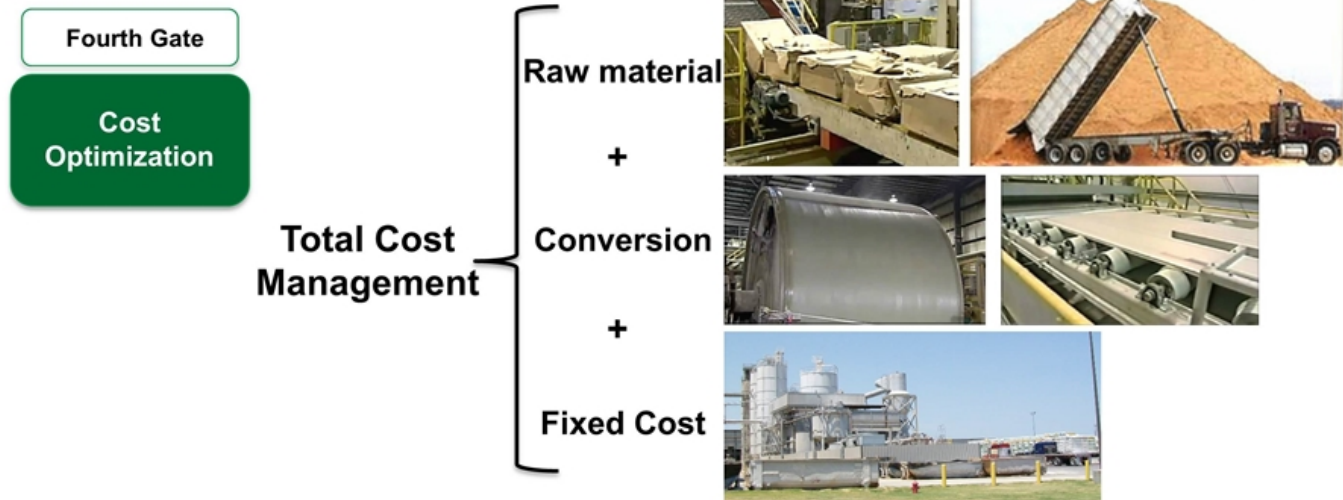 Fourth Gate
Cost
Optimization
Total Cost
Management
Raw material
+
Conversion
+
Fixed Cost